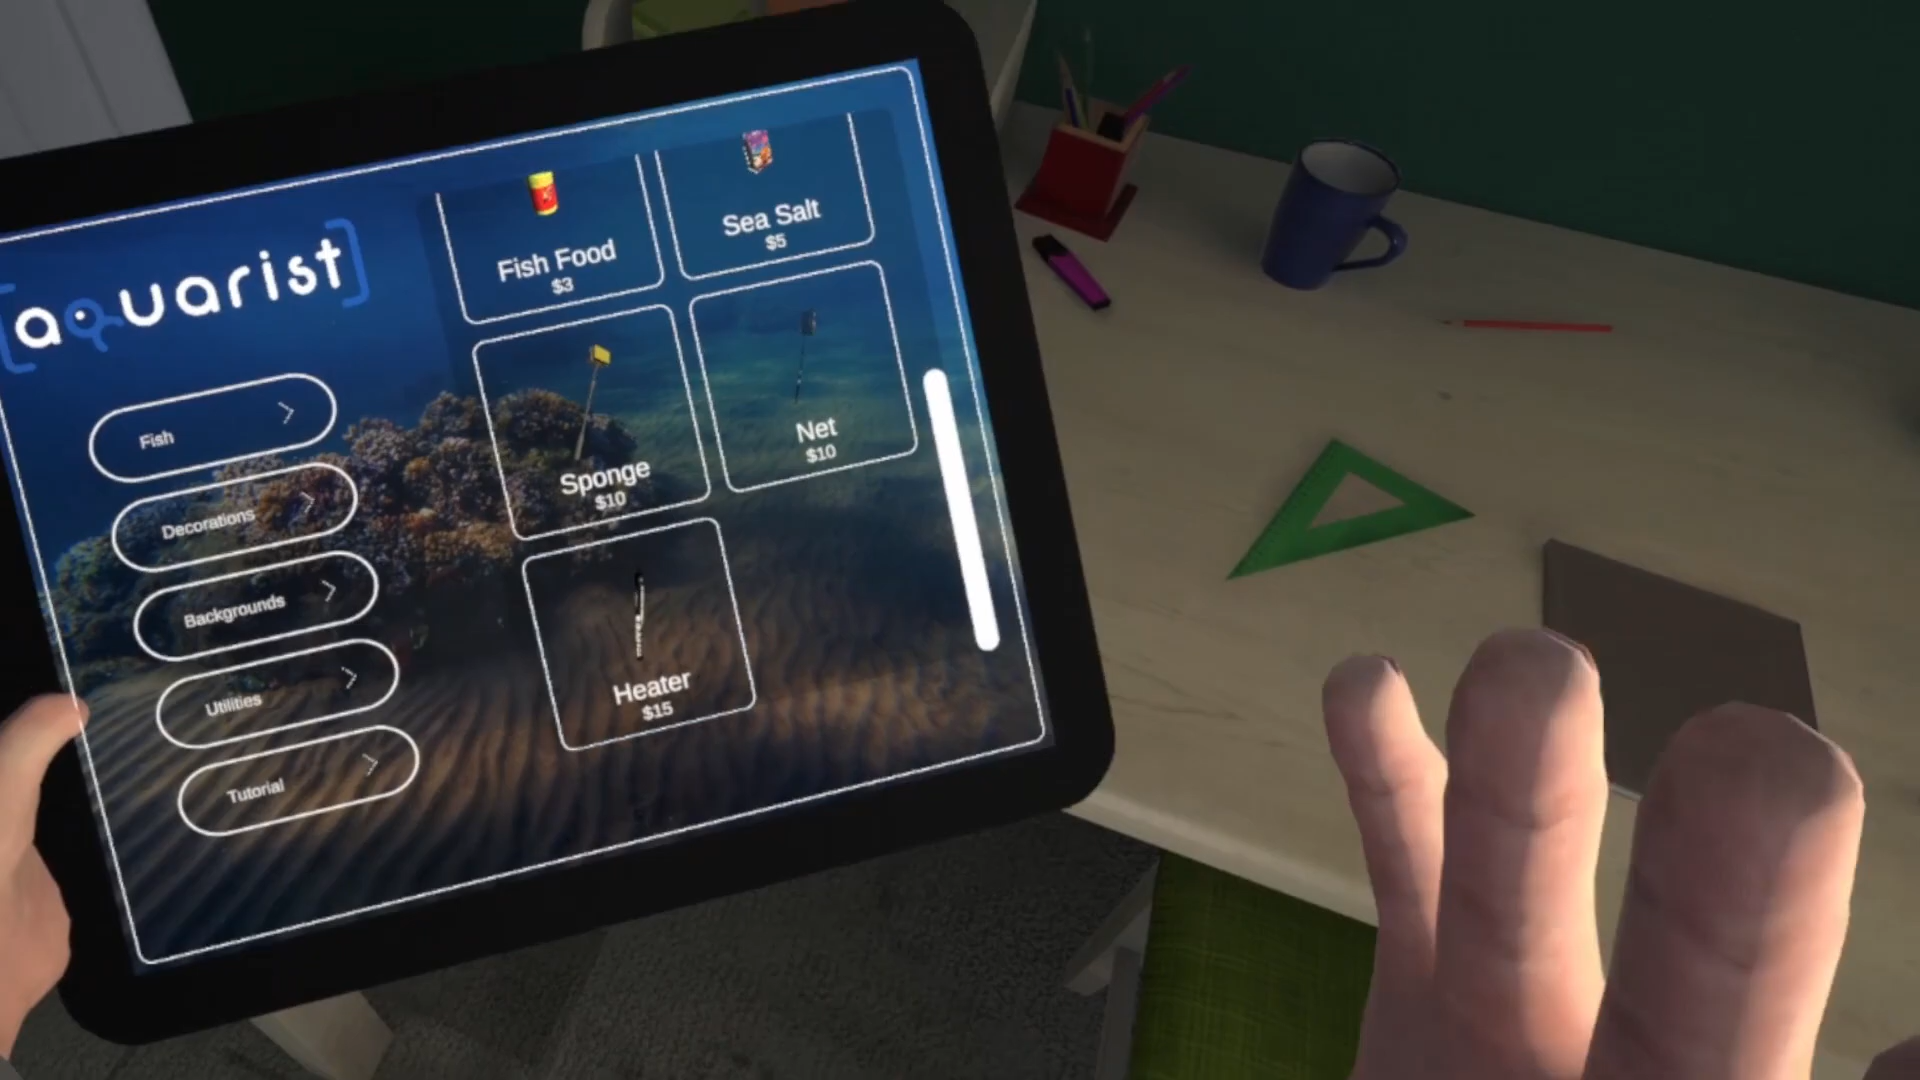 [aquarist]
Fish
Decorations
Backgrounds
Utilities
Tutorial
Fish Food
$3
Sea Salt
$5
Sponge
$10
Net
$10
Heater
$15